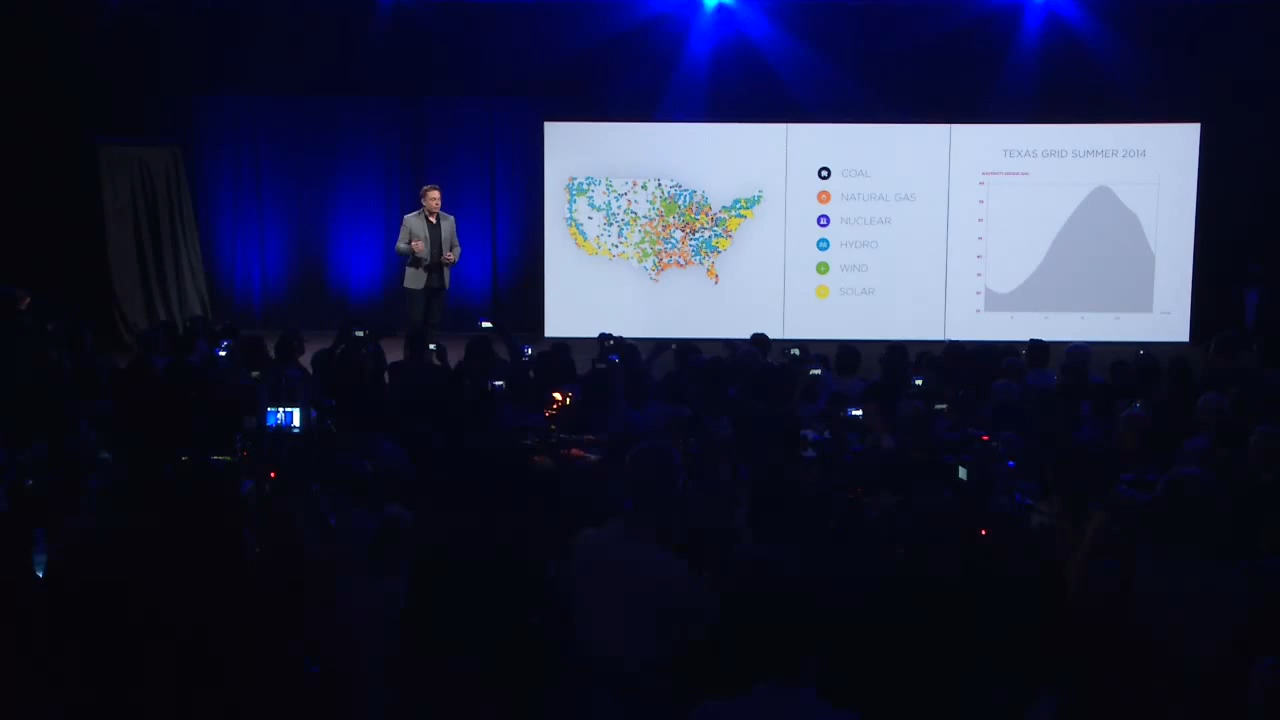 COAL
NATURAL GAS
NUCLEAR
HYDRO
WIND
SOLAR
TEXAS GRID SUMMER 2014